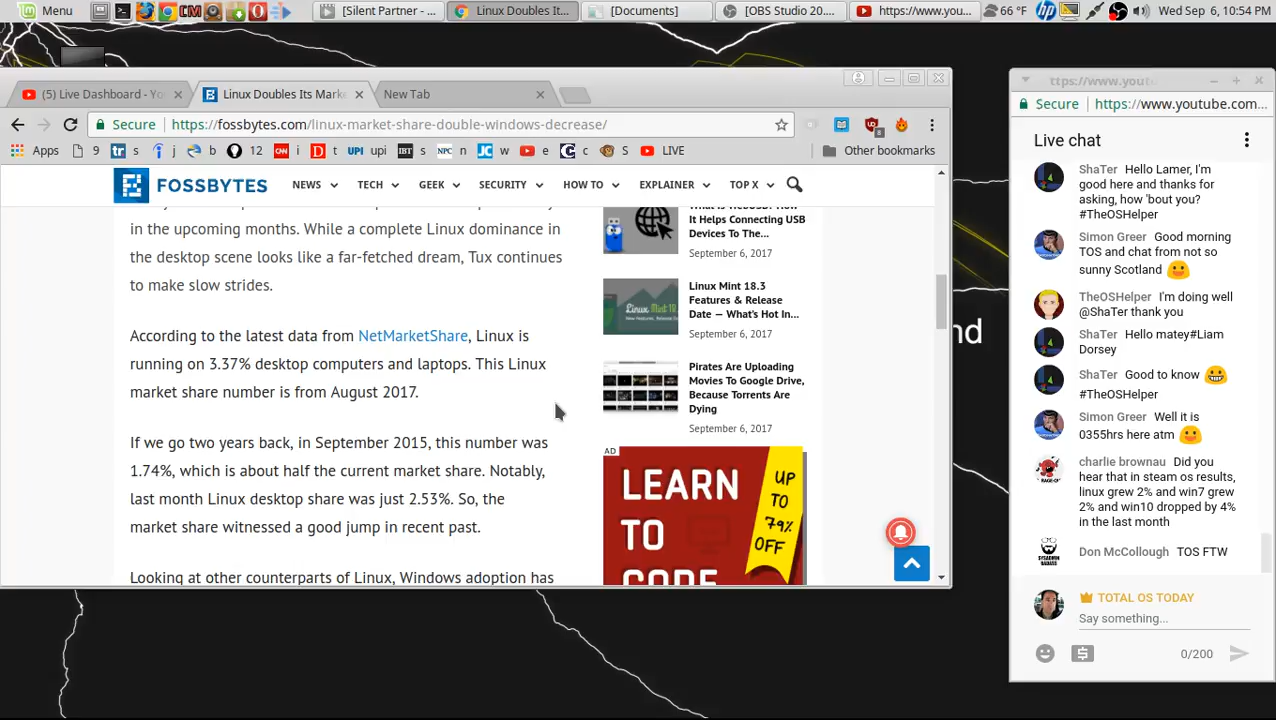 Menu
[Silent Partner - ...
Linux Doubles It...
[Documents]
[OBS Studio 20....
https://www.you...
66 °F
Wed Sep 6, 10:54 PM
(5) Live Dashboard - Yo
Linux Doubles Its Marke
New Tab
Secure
https://fossbytes.com/linux-market-share-double-windows-decrease/
8
Apps
9
s
j
b
12
i
t
upi
s
n
w
e
c
S
LIVE
Other bookmarks
FOSSBYTES
NEWS
TECH
GEEK
SECURITY
HOW TO
EXPLAINER
TOP X
in the upcoming months. While a complete Linux dominance in
the desktop scene looks like a far-fetched dream, Tux continues
to make slow strides.
According to the latest data from NetMarketShare, Linux is
running on 3.37% desktop computers and laptops. This Linux
market share number is from August 2017.
If we go two years back, in September 2015, this number was
1.74%, which is about half the current market share. Notably,
last month Linux desktop share was just 2.53%. So, the
market share witnessed a good jump in recent past.
Looking at other counterparts of Linux, Windows adoption has
What Is WebUSB? How
It Helps Connecting USB
Devices To The...
September 6, 2017
Linux Mint 18.3
Features & Release
Date — What's Hot In...
September 6, 2017
Pirates Are Uploading
Movies To Google Drive,
Because Torrents Are
Dying
September 6, 2017
AD
LEARN
TO
CODE
UP
TO
79%
OFF
nd
https://www.youtu
Secure
https://www.youtube.com...
Live chat
ShaTer Hello Lamer, I'm
good here and thanks for
asking, how 'bout you?
#TheOSHelper
Simon Greer Good morning
TOS and chat from not so
sunny Scotland
TheOSHelper I'm doing well
@ShaTer thank you
ShaTer Hello matey#Liam
Dorsey
ShaTer Good to know
#TheOSHelper
Simon Greer Well it is
0355hrs here atm
charlie brownau Did you
hear that in steam os results,
linux grew 2% and win7 grew
2% and win10 dropped by 4%
in the last month
Don McCollough TOS FTW
TOTAL OS TODAY
Say something...
0/200